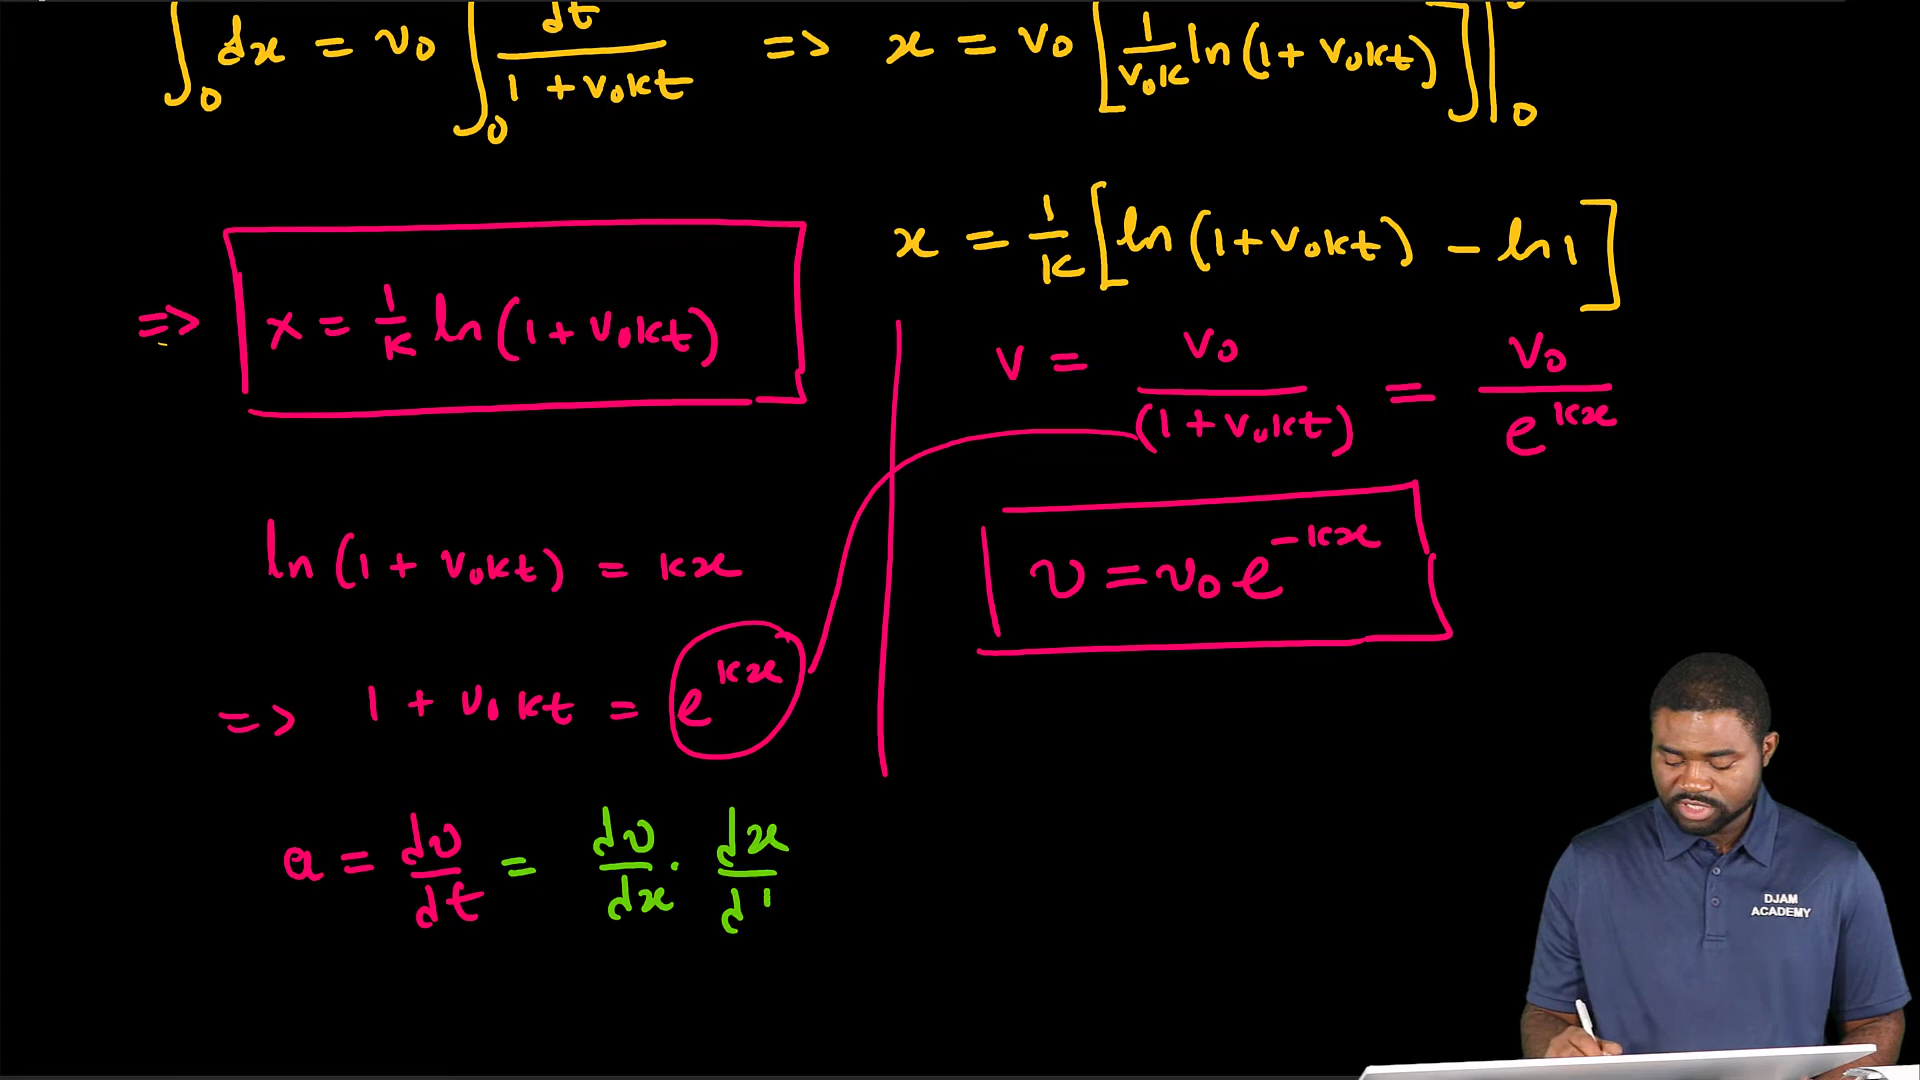 ∫₀ dx = v₀ ∫₀ dt/(1 + v₀kt) => x = v₀ [1/(v₀k) ln(1 + v₀kt)] |₀
x = 1/k [ln(1+v₀kt) – ln1]
=> x = 1/k ln(1 + v₀kt)
v = v₀/(1+v₀kt) = v₀/e^(kx)
v = v₀e^(-kx)
ln(1 + v₀kt) = kx
=> 1 + v₀kt = e^(kx)
a = dv/dt = dv/dx · dx/d
DJAM
ACADEMY